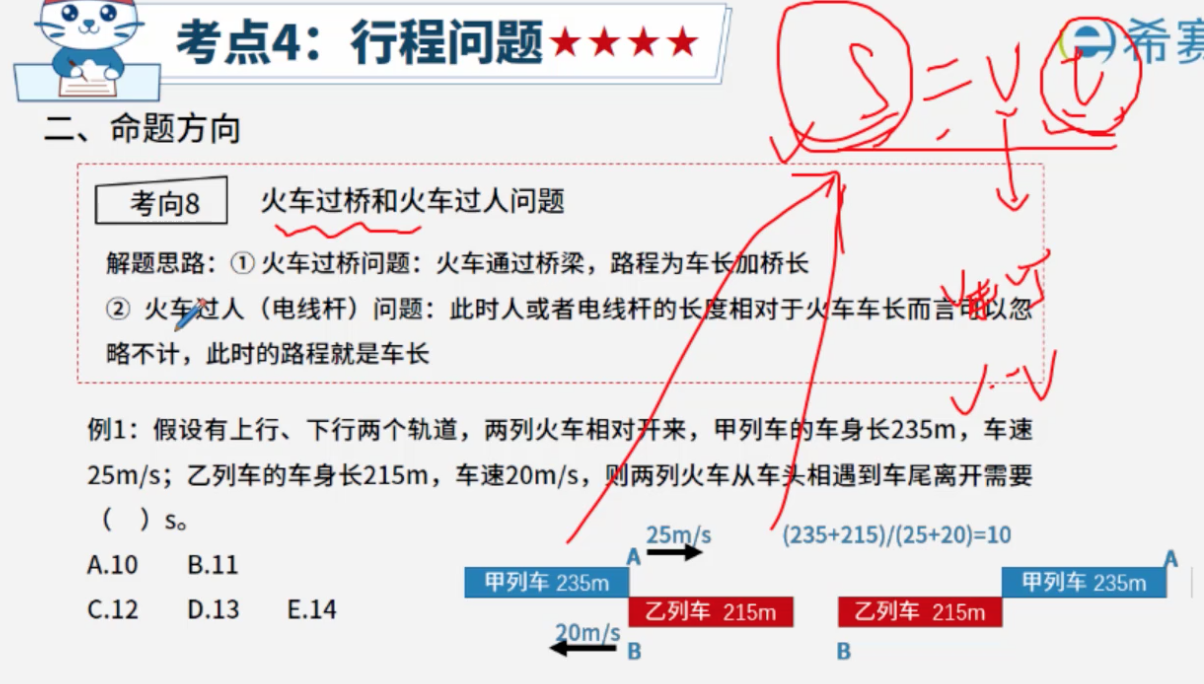 考点4：行程问题★★★★
希赛
S=vt
二、命题方向
考向8 火车过桥和火车过人问题
解题思路：① 火车过桥问题：火车通过桥梁，路程为车长加桥长
② 火车过人（电线杆）问题：此时人或者电线杆的长度相对于火车车长而言可以忽
略不计，此时的路程就是车长
例1：假设有上行、下行两个轨道，两列火车相对开来，甲列车的车身长235m，车速
25m/s；乙列车的车身长215m，车速20m/s，则两列火车从车头相遇到车尾离开需要
（ ）s。
A.10 B.11
C.12 D.13 E.14
25m/s
(235+215)/(25+20)=10
A
A
甲列车 235m
甲列车 235m
乙列车 215m
乙列车 215m
20m/s
B
B